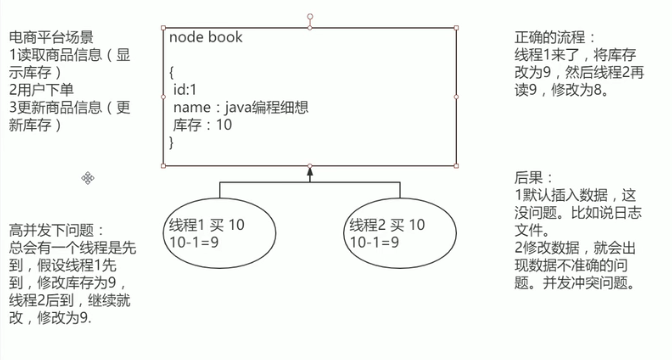 电商平台场景
1读取商品信息（显
示库存）
2用户下单
3更新商品信息（更
新库存）
node book
{
id:1
name：java编程细想
库存：10
}
正确的流程：
线程1来了，将库存
改为9，然后线程2再
读9，修改为8。
高并发下问题：
总会有一个线程是先
到，假设线程1先
到，修改库存为9，
线程2后到，继续就
改，修改为9.
线程1 买 10
10-1=9
线程2 买 10
10-1=9
后果：
1默认插入数据，这
没问题。比如说日志
文件。
2修改数据，就会出
现数据不准确的问
题。并发冲突问题。